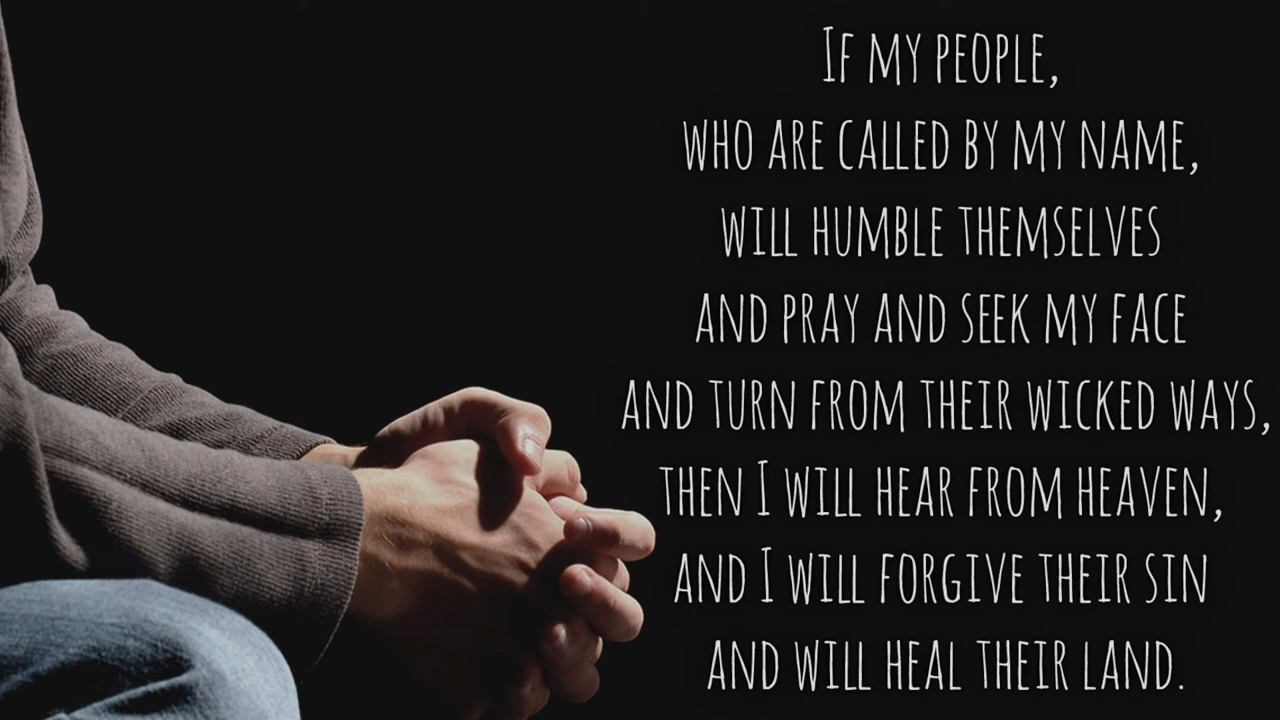 If my people,
who are called by my name,
will humble themselves
and pray and seek my face
and turn from their wicked ways,
then I will hear from heaven,
and I will forgive their sin
and will heal their land.